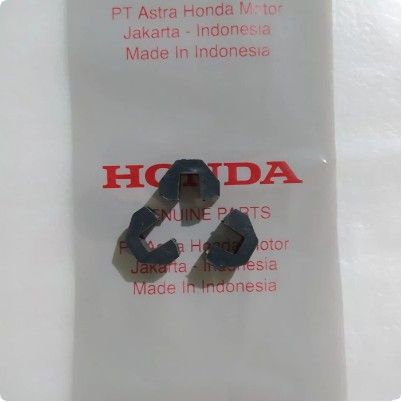 PT Astra Honda Motor
Jakarta - Indonesia
Made In Indonesia
HONDA
GENUINE PARTS
PT Astra Honda Motor
Jakarta - Indonesia
Made In Indonesia